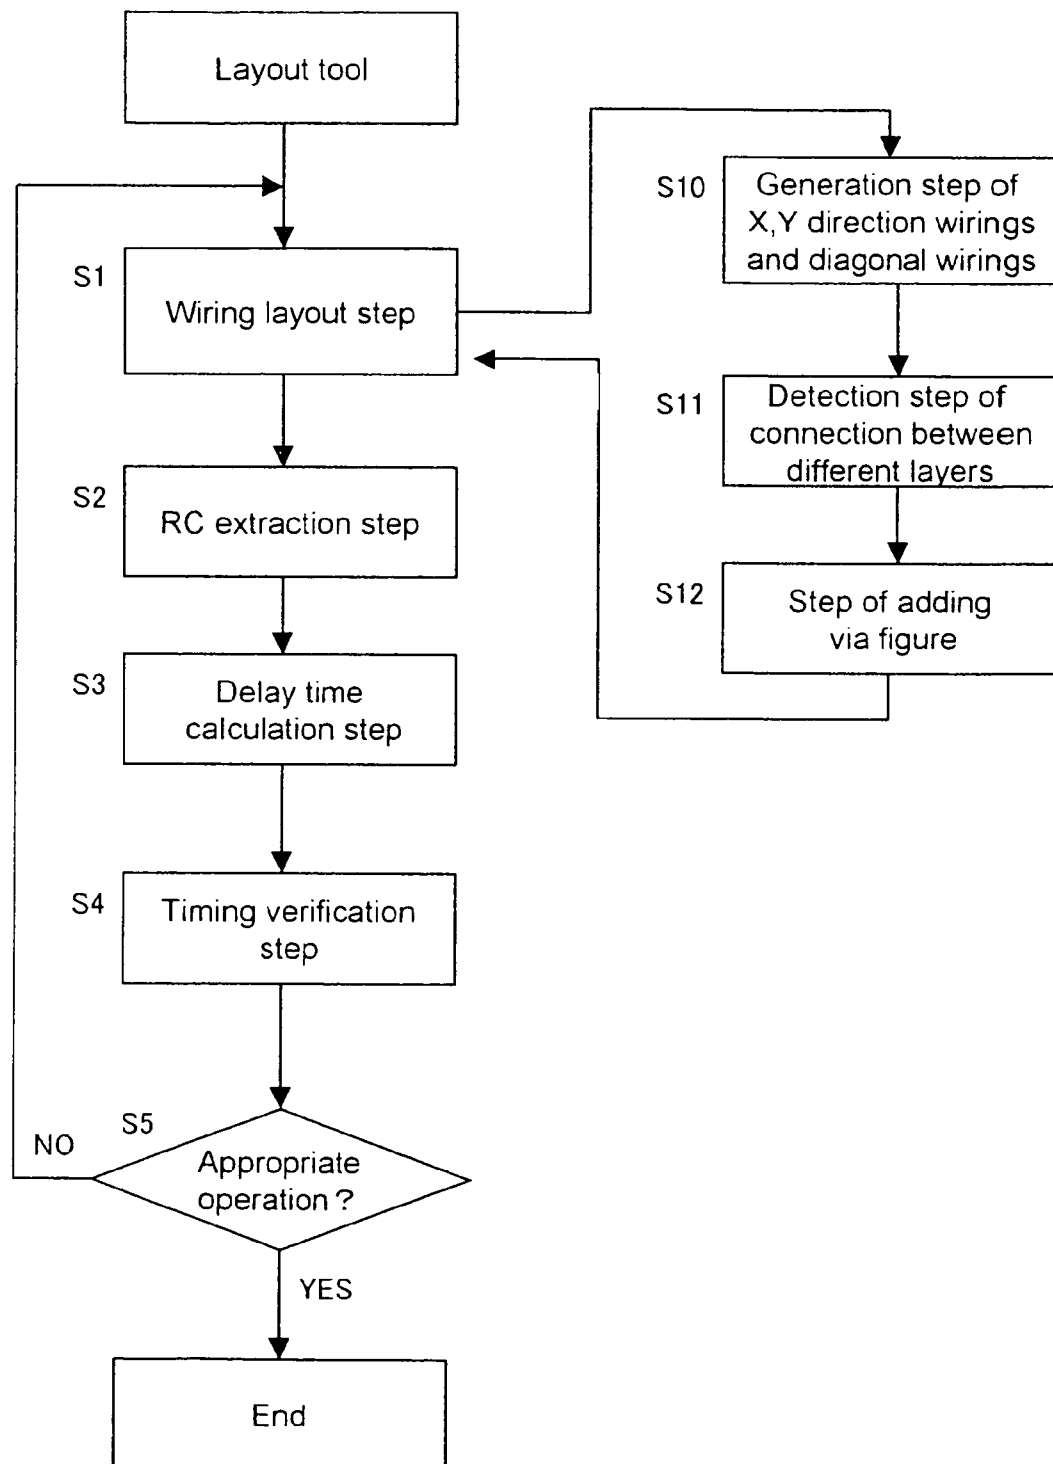 Layout tool
S1
Wiring layout step
S2
RC extraction step
S3
Delay time
calculation step
S4
Timing verification
step
S5
Appropriate
operation ?
NO
YES
End
S10
Generation step of
X,Y direction wirings
and diagonal wirings
S11
Detection step of
connection between
different layers
S12
Step of adding
via figure